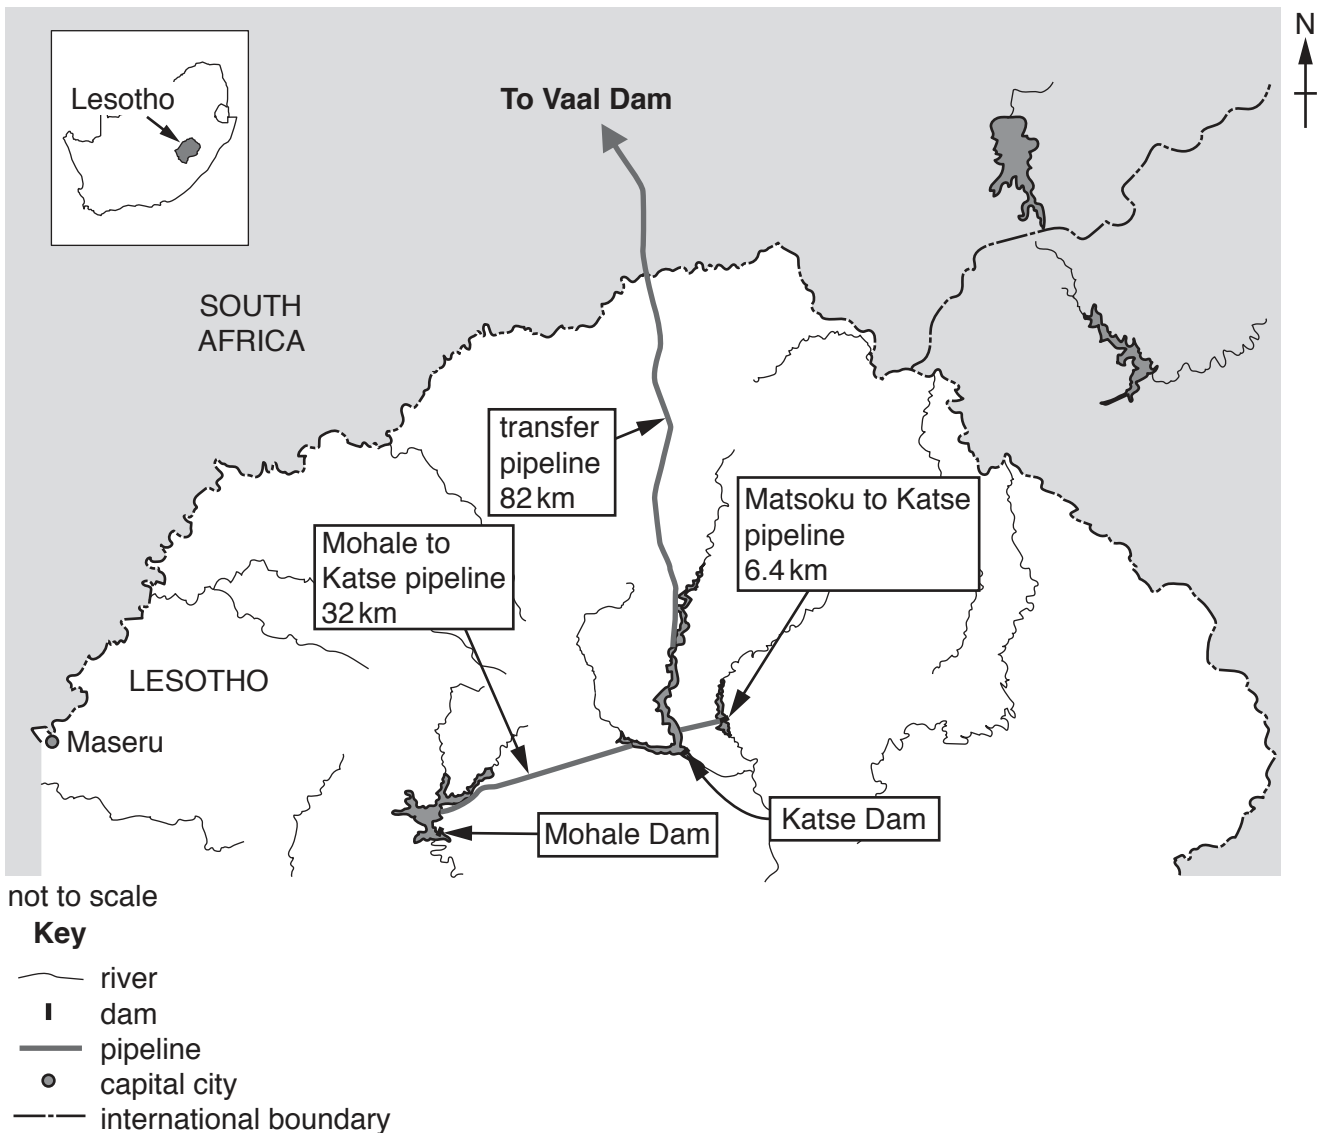 N
Lesotho
To Vaal Dam
SOUTH
AFRICA
transfer
pipeline
82 km
Matsoku to Katse
pipeline
6.4 km
Mohale to
Katse pipeline
32 km
LESOTHO
Maseru
Katse Dam
Mohale Dam
not to scale
Key
river
dam
pipeline
capital city
international boundary